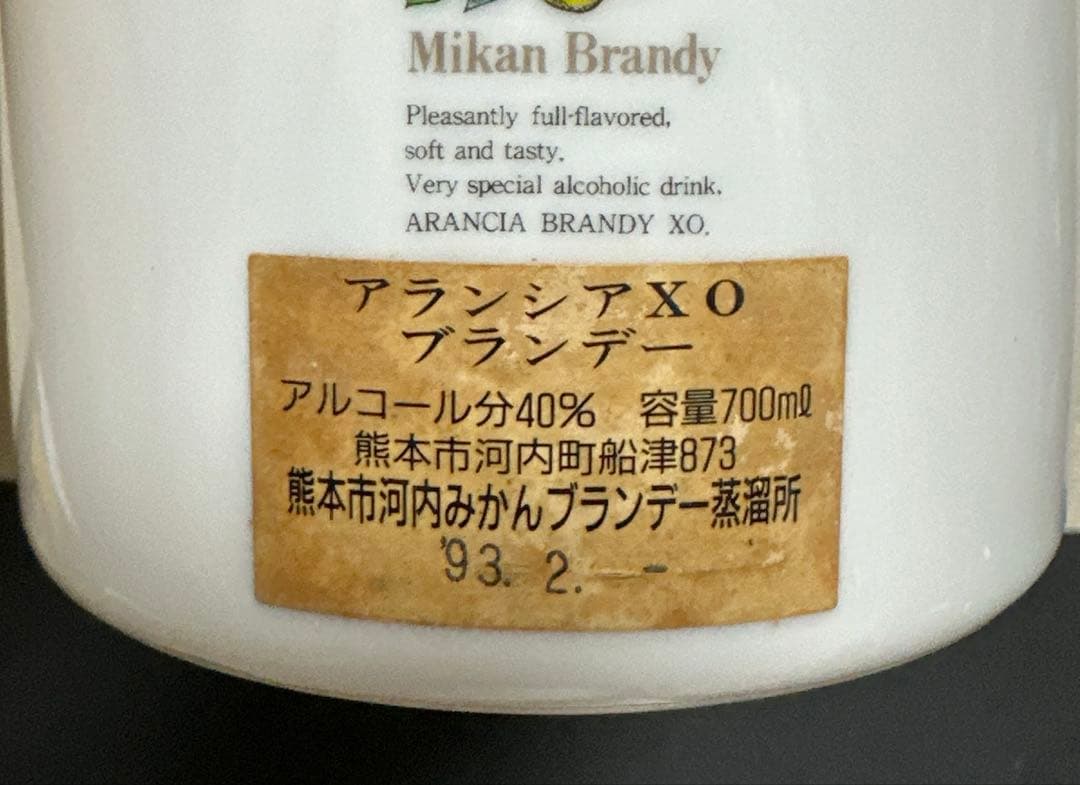 Mikan Brandy
Pleasantly full-flavored,
soft and tasty.
Very special alcoholic drink.
ARANCIA BRANDY XO.
アランシアXO
ブランデー
アルコール分40% 容量700mℓ
熊本市河内町船津873
熊本市河内みかんブランデー蒸溜所
'93. 2. -